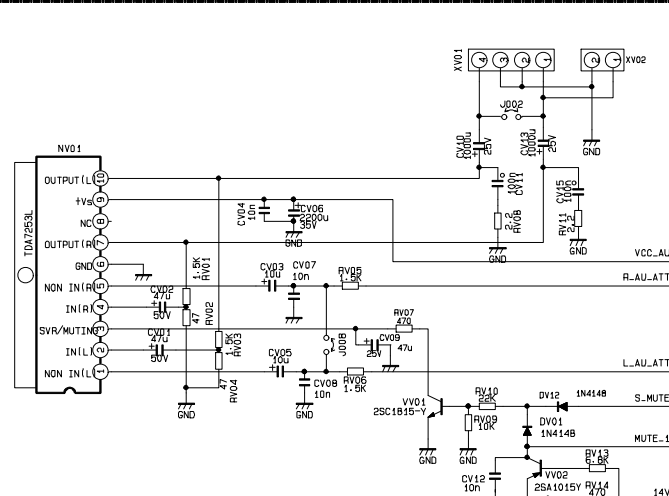 XV01
4
3
2
1
2
1
XV02
J002
CV10
1000u
25V
CV13
1000u
25V
GND
NV01
TDA7253L
OUTPUT(L)
10
+Vs
9
NC
8
OUTPUT(R)
7
GND
6
NON IN(R)
5
IN(R)
4
SVR/MUTING
3
IN(L)
2
NON IN(L)
1
CV04
10n
CV06
2200u
35V
GND
100n
CV11
2.2
RV08
GND
CV15
100n
RV11
2.2
GND
VCC_AU
R_AU_ATT
1.5K
RV01
CV02
47u
50V
47
RV02
CV01
47u
50V
1.5K
RV03
47
RV04
GND
CV03
10u
CV07
10n
RV05
1.5K
J008
RV07
470
CV09
25V
47u
CV05
10u
CV08
10n
GND
RV06
1.5K
L_AU_ATT
VV01
2SC1815-Y
GND
RV10
22K
RV09
10K
GND
DV12
1N4148
S_MUTE
DV01
1N4148
MUTE_1
CV12
10n
VV02
2SA1015Y
RV13
6.8K
RV14
470
14V